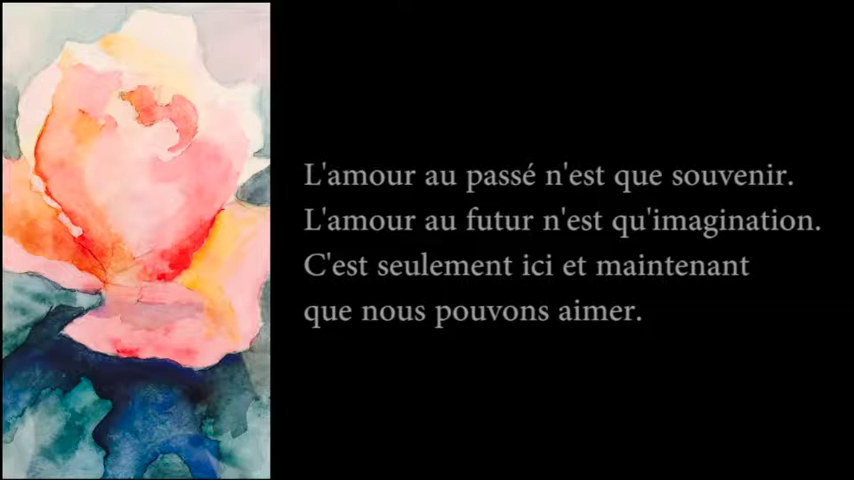 L'amour au passé n'est que souvenir.
L'amour au futur n'est qu'imagination.
C'est seulement ici et maintenant
que nous pouvons aimer.